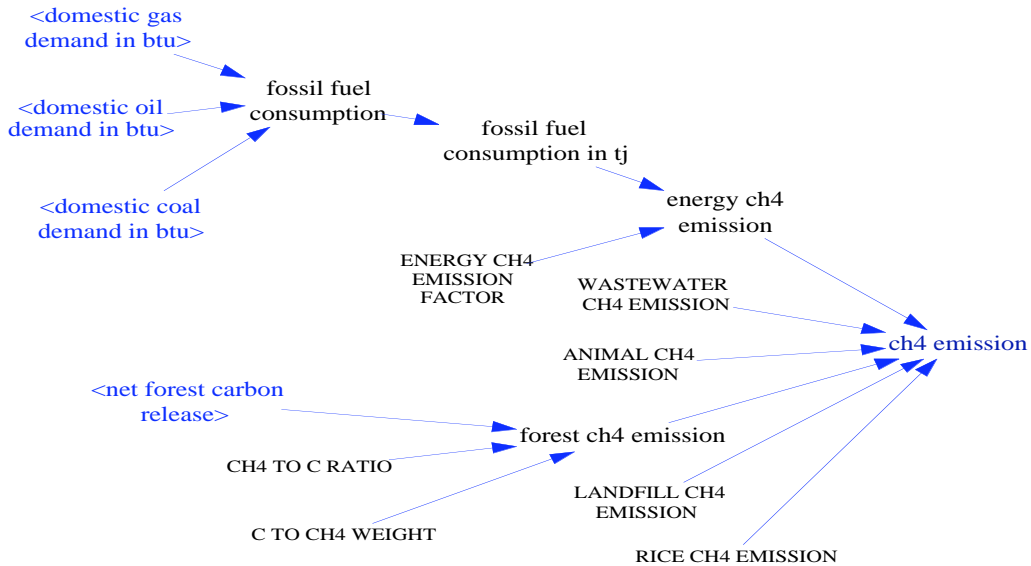 <domestic gas
demand in btu>
fossil fuel
consumption
<domestic oil
demand in btu>
fossil fuel
consumption in tj
<domestic coal
demand in btu>
energy ch4
emission
ENERGY CH4
EMISSION
FACTOR
WASTEWATER
CH4 EMISSION
ch4 emission
ANIMAL CH4
EMISSION
<net forest carbon
release>
forest ch4 emission
CH4 TO C RATIO
LANDFILL CH4
EMISSION
C TO CH4 WEIGHT
RICE CH4 EMISSION